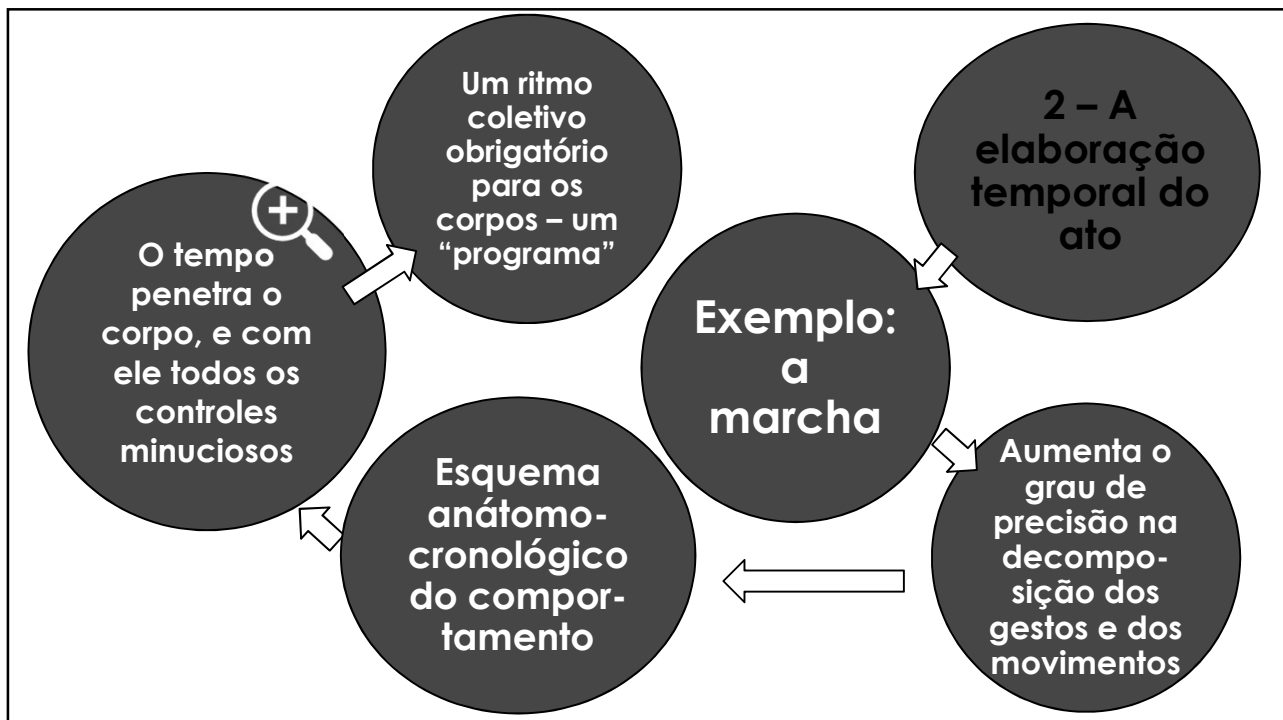 2 – A
elaboração
temporal do
ato
Exemplo:
a
marcha
Aumenta o
grau de
precisão na
decompo-
sição dos
gestos e dos
movimentos
Esquema
anátomo-
cronológico
do compor-
tamento
O tempo
penetra o
corpo, e com
ele todos os
controles
minuciosos
Um ritmo
coletivo
obrigatório
para os
corpos – um
“programa”